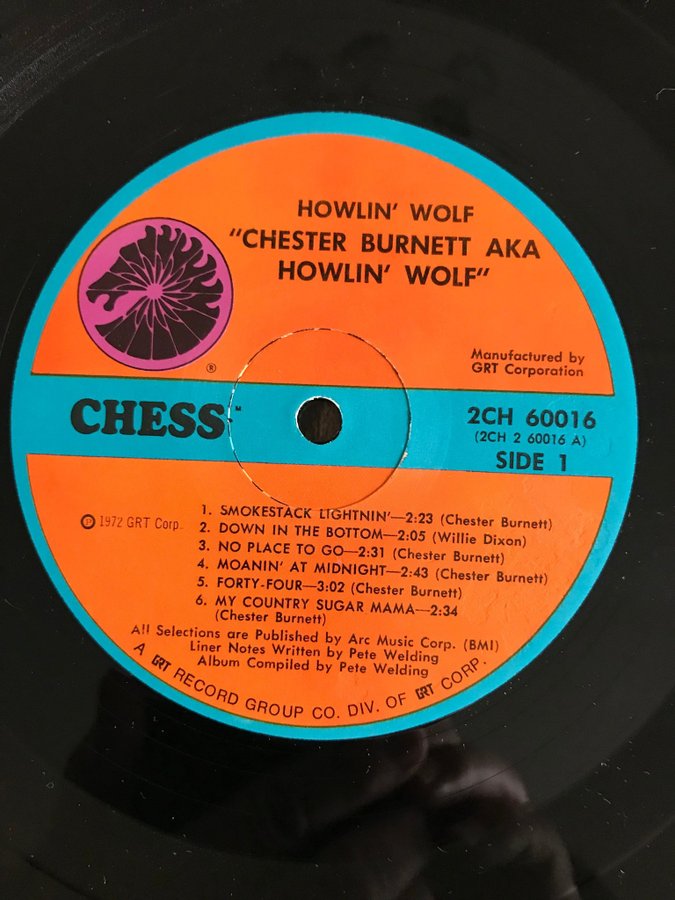 HOWLIN' WOLF
"CHESTER BURNETT AKA
HOWLIN' WOLF"
®
Manufactured by
GRT Corporation
CHESS™
2CH 60016
(2CH 2 60016 A)
SIDE 1
℗ 1972 GRT Corp.
1. SMOKESTACK LIGHTNIN'—2:23 (Chester Burnett)
2. DOWN IN THE BOTTOM—2:05 (Willie Dixon)
3. NO PLACE TO GO—2:31 (Chester Burnett)
4. MOANIN' AT MIDNIGHT—2:43 (Chester Burnett)
5. FORTY-FOUR—3:02 (Chester Burnett)
6. MY COUNTRY SUGAR MAMA—2:34
(Chester Burnett)
All Selections are Published by Arc Music Corp. (BMI)
Liner Notes Written by Pete Welding
Album Compiled by Pete Welding
A GRT RECORD GROUP CO. DIV. OF GRT CORP.